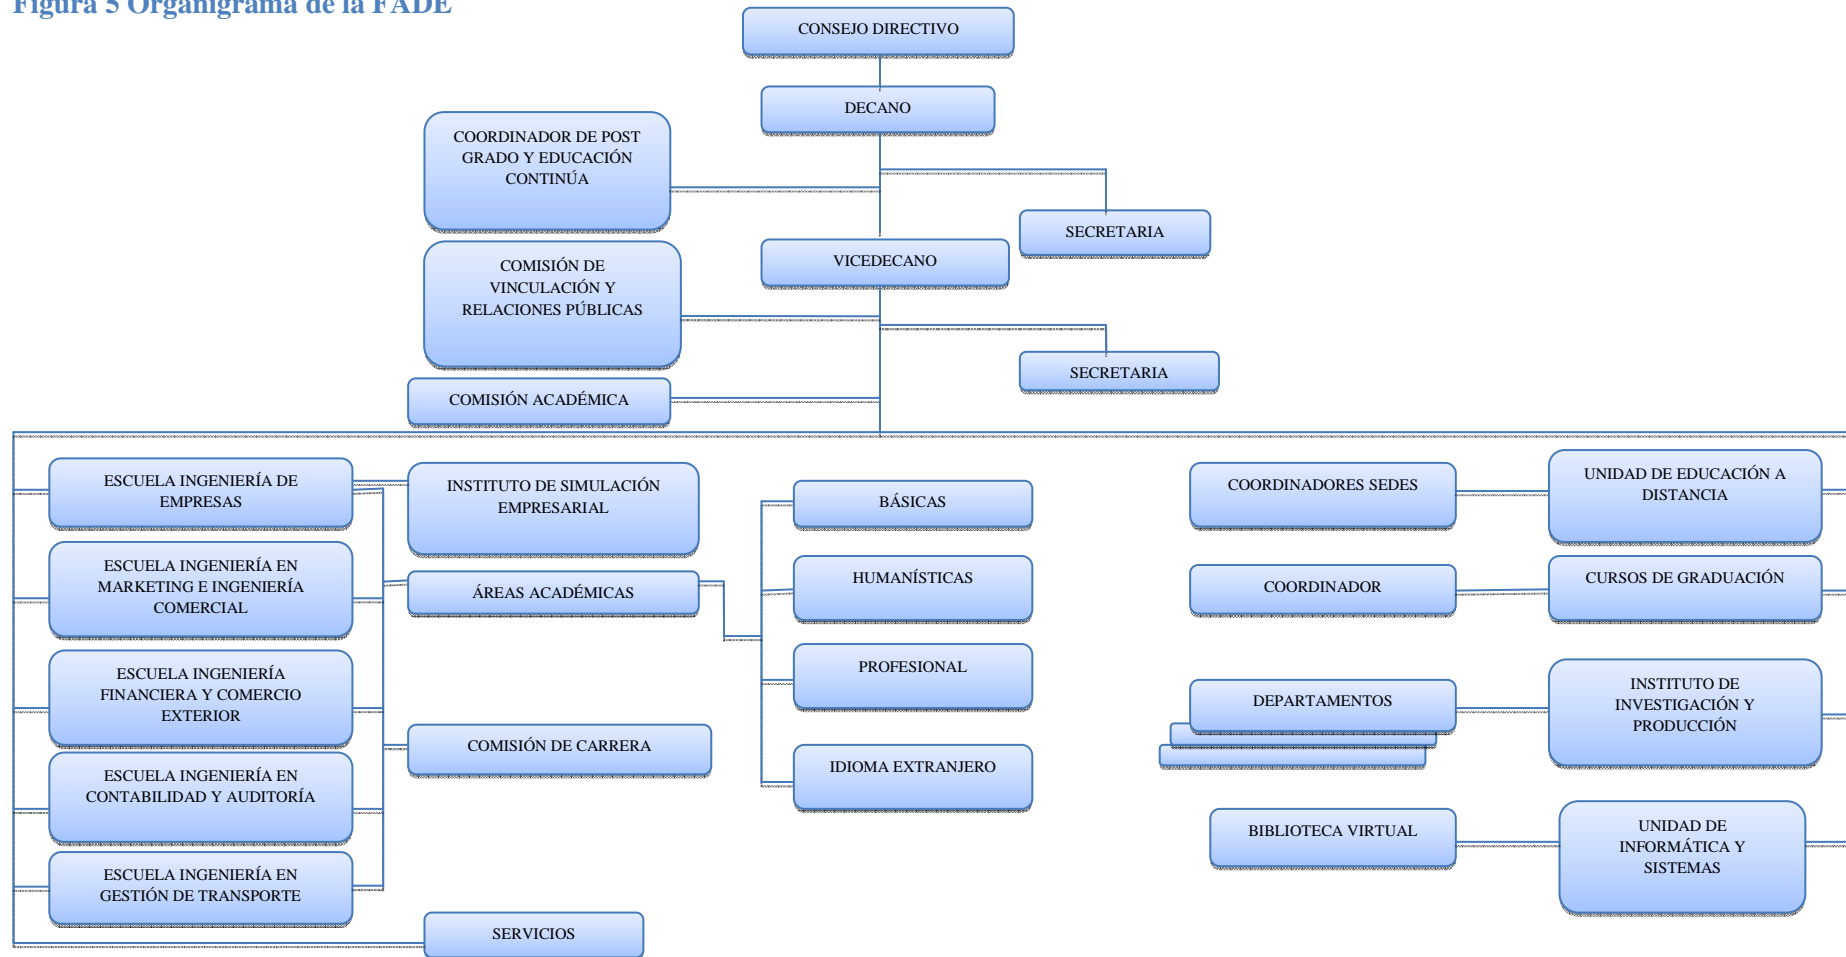 Figura 5 Organigrama de la FADE
CONSEJO DIRECTIVO
DECANO
COORDINADOR DE POST
GRADO Y EDUCACIÓN
CONTINÚA
SECRETARIA
VICEDECANO
COMISIÓN DE
VINCULACIÓN Y
RELACIONES PÚBLICAS
SECRETARIA
COMISIÓN ACADÉMICA
ESCUELA INGENIERÍA DE
EMPRESAS
ESCUELA INGENIERÍA EN
MARKETING E INGENIERÍA
COMERCIAL
ESCUELA INGENIERÍA
FINANCIERA Y COMERCIO
EXTERIOR
ESCUELA INGENIERÍA EN
CONTABILIDAD Y AUDITORÍA
ESCUELA INGENIERÍA EN
GESTIÓN DE TRANSPORTE
INSTITUTO DE SIMULACIÓN
EMPRESARIAL
ÁREAS ACADÉMICAS
COMISIÓN DE CARRERA
SERVICIOS
BÁSICAS
HUMANÍSTICAS
PROFESIONAL
IDIOMA EXTRANJERO
COORDINADORES SEDES
COORDINADOR
DEPARTAMENTOS
BIBLIOTECA VIRTUAL
UNIDAD DE EDUCACIÓN A
DISTANCIA
CURSOS DE GRADUACIÓN
INSTITUTO DE
INVESTIGACIÓN Y
PRODUCCIÓN
UNIDAD DE
INFORMÁTICA Y
SISTEMAS